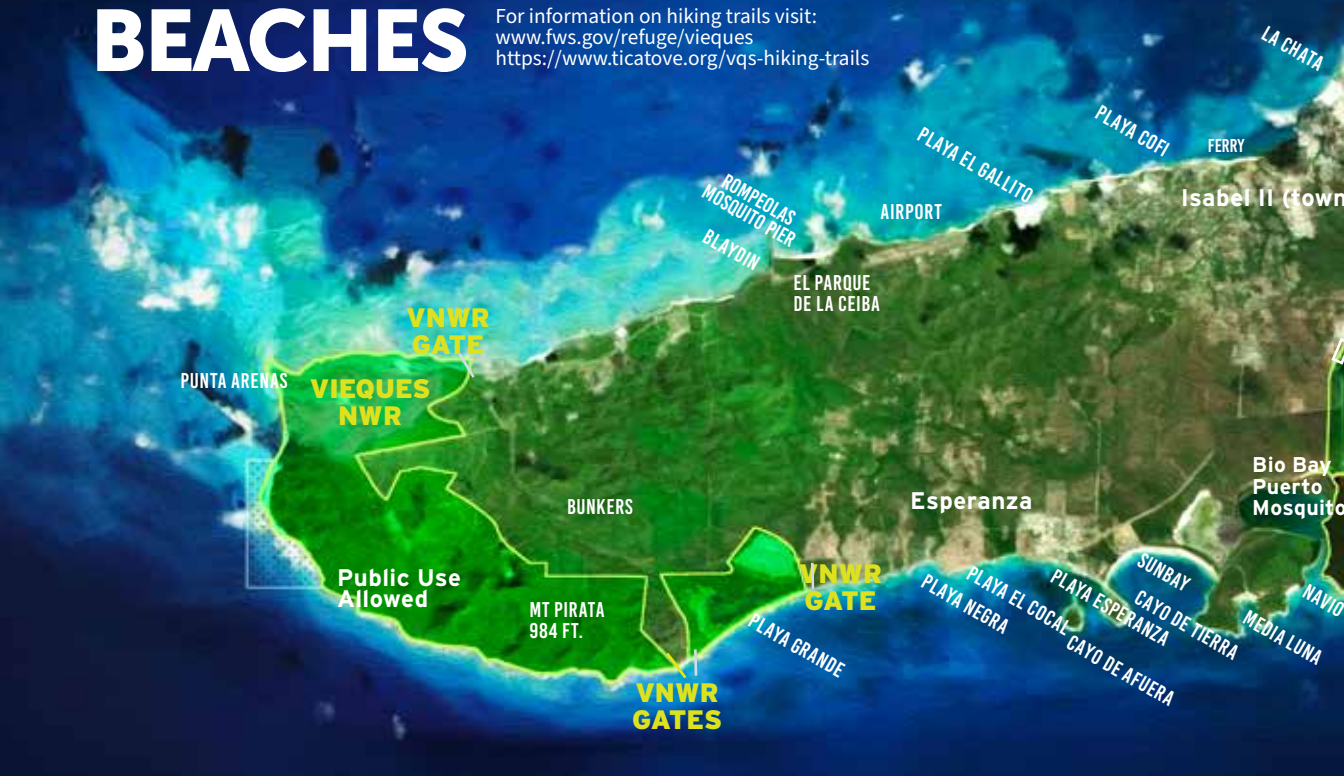 BEACHES
For information on hiking trails visit:
www.fws.gov/refuge/vieques
https://www.ticatove.org/vqs-hiking-trails
LA CHATA
PLAYA COFI
FERRY
PLAYA EL GALLITO
Isabel II (town
ROMPEOLAS
MOSQUITO PIER
AIRPORT
BLAYDIN
EL PARQUE
DE LA CEIBA
VNWR
GATE
PUNTA ARENAS
VIEQUES
NWR
Bio Bay
Puerto
Mosquito
BUNKERS
Esperanza
Public Use
Allowed
MT PIRATA
984 FT.
VNWR
GATE
PLAYA GRANDE
PLAYA NEGRA
PLAYA EL COCAL
PLAYA ESPERANZA
SUNBAY
CAYO DE TIERRA
CAYO DE AFUERA
MEDIA LUNA
NAVIO
VNWR
GATES